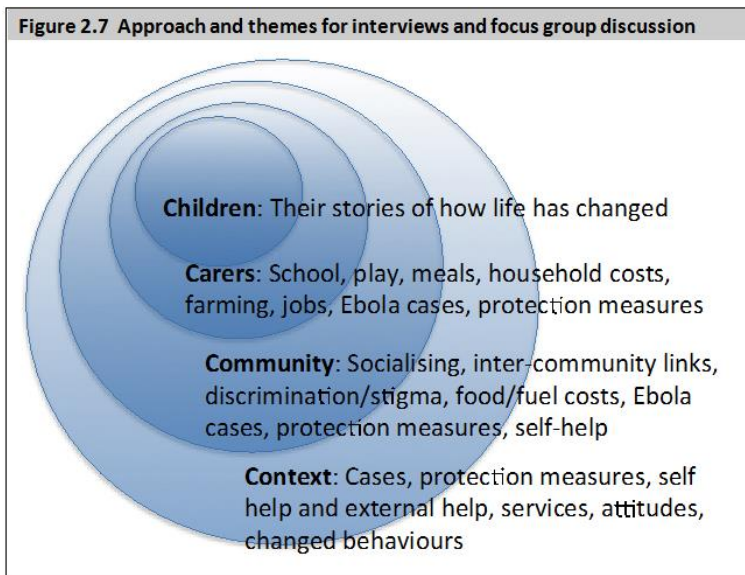 Figure 2.7 Approach and themes for interviews and focus group discussion
Children: Their stories of how life has changed
Carers: School, play, meals, household costs,
farming, jobs, Ebola cases, protection measures
Community: Socialising, inter-community links,
discrimination/stigma, food/fuel costs, Ebola
cases, protection measures, self-help
Context: Cases, protection measures, self
help and external help, services, attitudes,
changed behaviours